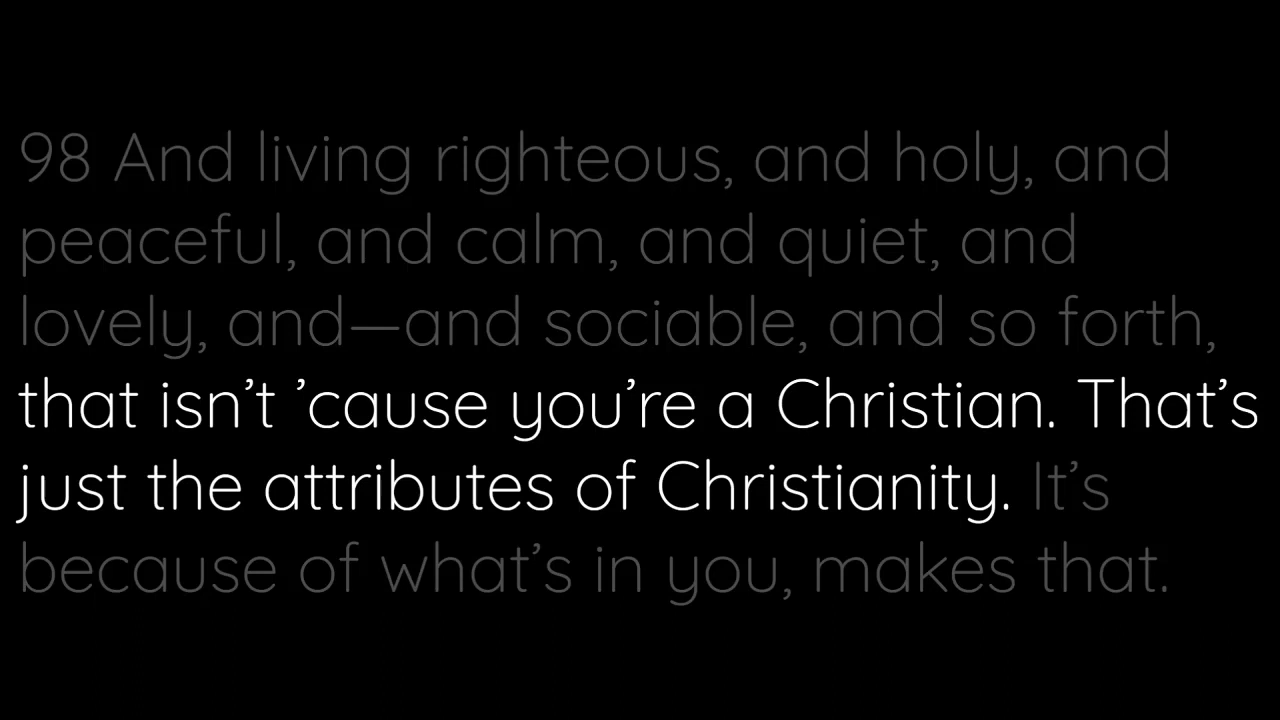 98 And living righteous, and holy, and
peaceful, and calm, and quiet, and
lovely, and—and sociable, and so forth,
that isn’t ’cause you’re a Christian. That’s
just the attributes of Christianity. It’s
because of what’s in you, makes that.